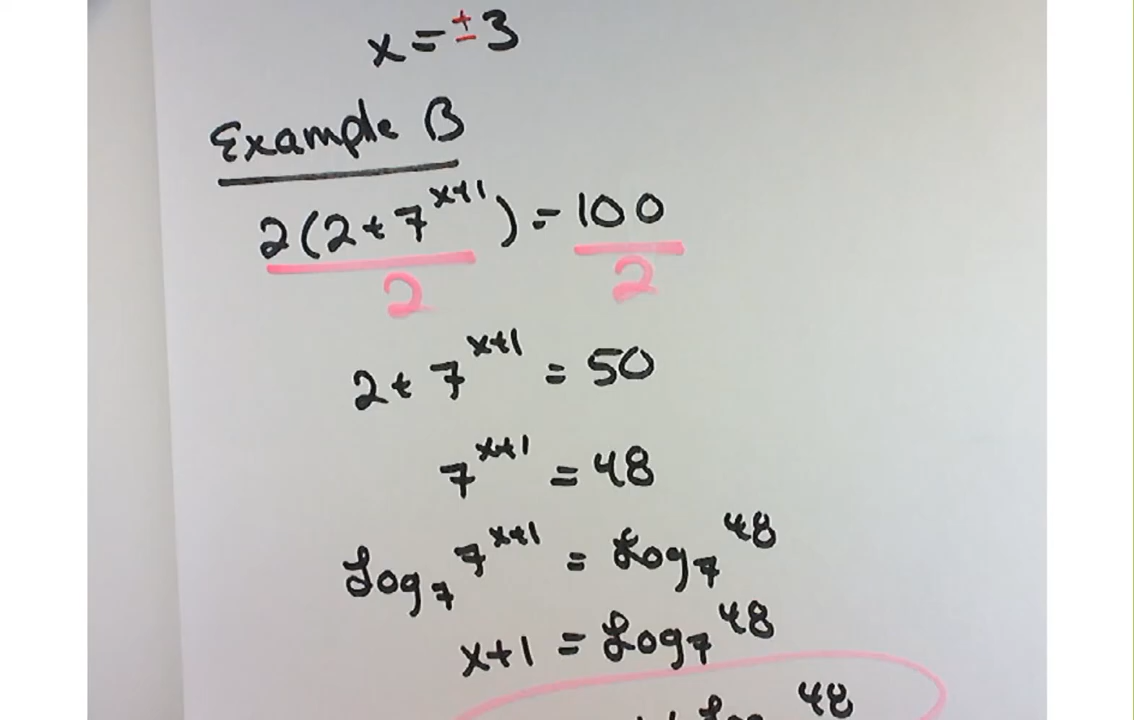 x = ± 3
Example B
2(2+7^{x+1}) = 100
2 2
2+7^{x+1} = 50
7^{x+1} = 48
Log₇ 7^{x+1} = Log₇ 48
x+1 = Log₇ 48
48